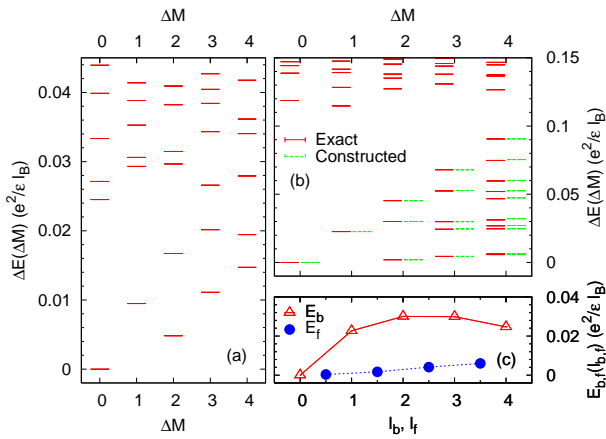 ΔM
ΔM
0 1 2 3 4
0 1 2 3 4
0.04
0.03
0.02
0.01
0
ΔE(ΔM) (e²/ε l_B)
(a)
0 1 2 3 4
ΔM
0.15
0.1
0.05
0
ΔE(ΔM) (e²/ε l_B)
Exact
Constructed
(b)
E_b
E_f
(c)
0.04
0.02
0
E_b,f(l_b,f) (e²/ε l_B)
0 1 2 3 4
l_b, l_f